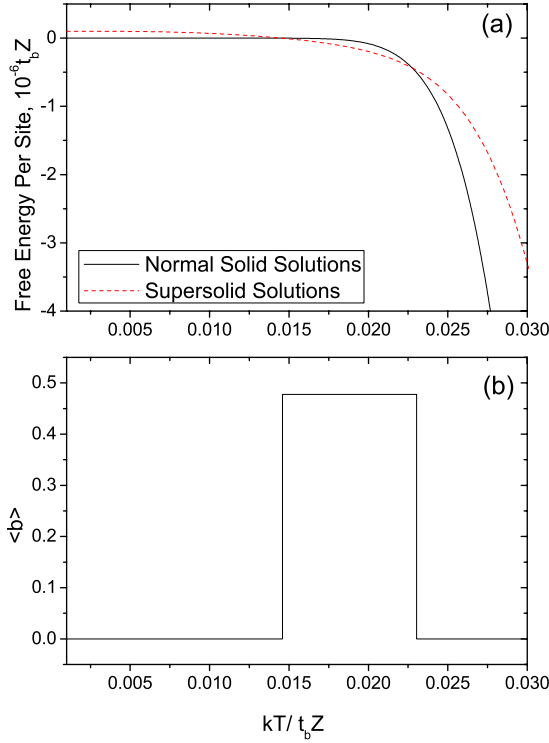 (a)
Free Energy Per Site, 10⁻⁶t_bZ
0
-1
-2
-3
-4
Normal Solid Solutions
Supersolid Solutions
0.005 0.010 0.015 0.020 0.025 0.030
(b)
<b>
0.5
0.4
0.3
0.2
0.1
0.0
0.005 0.010 0.015 0.020 0.025 0.030
kT/ t_bZ